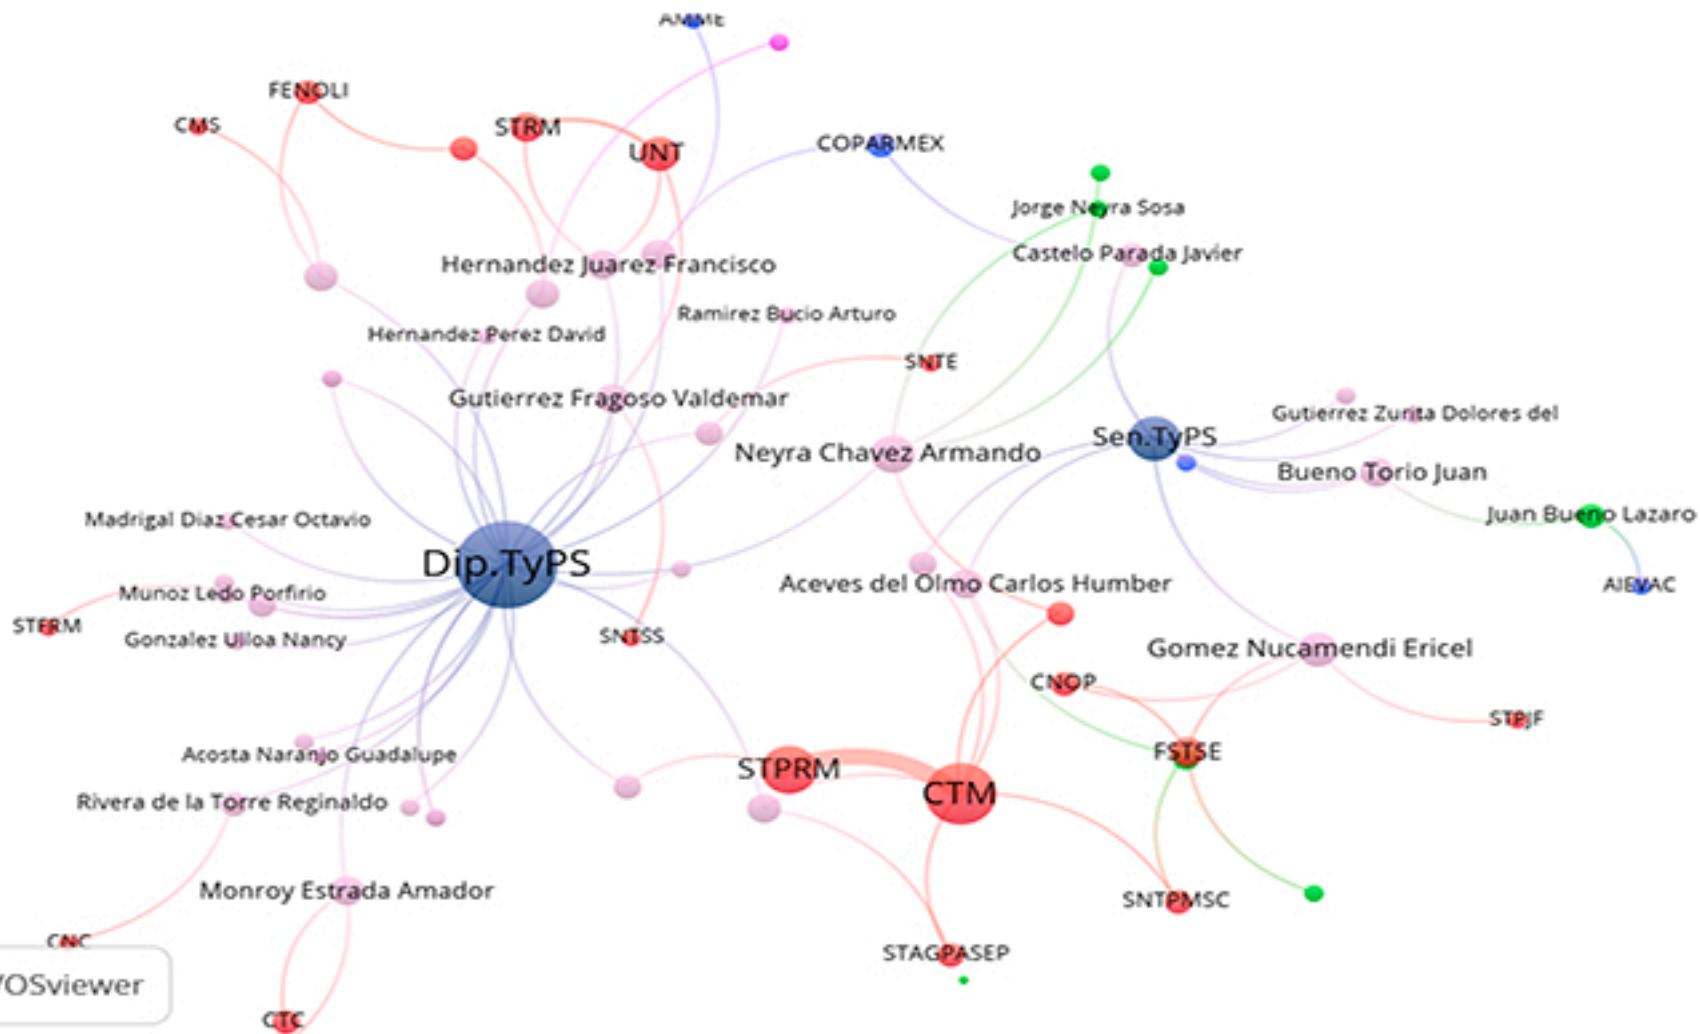 AMME
FENOLI
CMS
STRM
UNT
COPARMEX
Jorge Neyra Sosa
Castelo Parada Javier
Hernandez Juarez Francisco
Ramirez Bucio Arturo
Hernandez Perez David
SNTE
Gutierrez Fragoso Valdemar
Gutierrez Zurita Dolores del
Sen.TyPS
Neyra Chavez Armando
Bueno Torio Juan
Madrigal Diaz Cesar Octavio
Juan Bueno Lazaro
Dip.TyPS
Aceves del Olmo Carlos Humber
AIEVAC
Munoz Ledo Porfirio
STFRM
SNTSS
Gonzalez Ulloa Nancy
Gomez Nucamendi Ericel
CNOP
STPJF
Acosta Naranjo Guadalupe
FSTSE
STPRM
CTM
Rivera de la Torre Reginaldo
Monroy Estrada Amador
SNTPMSC
CNC
STAGPASEP
VOSviewer
CTC